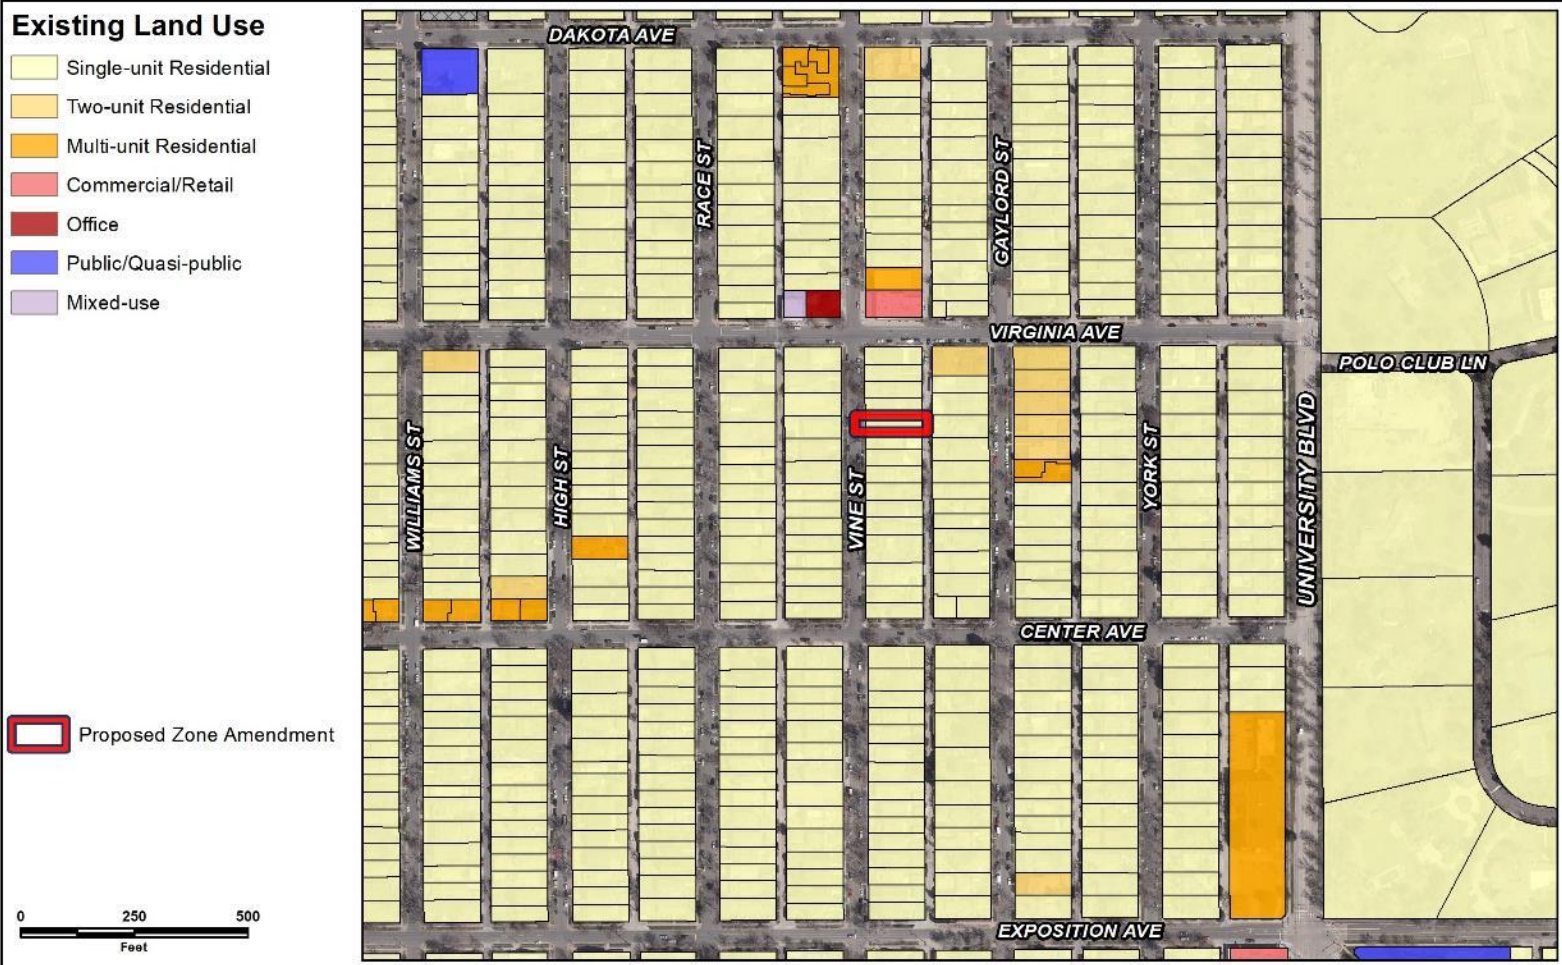 Existing Land Use
Single-unit Residential
Two-unit Residential
Multi-unit Residential
Commercial/Retail
Office
Public/Quasi-public
Mixed-use
Proposed Zone Amendment
0 250 500
Feet
DAKOTA AVE
RACE ST
GAYLORD ST
VIRGINIA AVE
POLO CLUB LN
WILLIAMS ST
HIGH ST
VINE ST
YORK ST
UNIVERSITY BLVD
CENTER AVE
EXPOSITION AVE